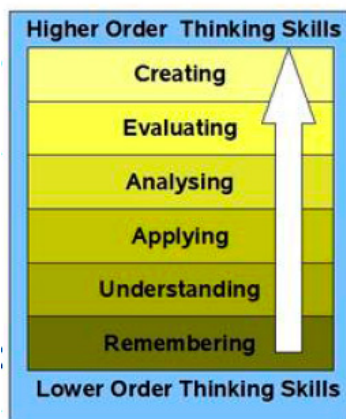 Higher Order Thinking Skills
Creating
Evaluating
Analysing
Applying
Understanding
Remembering
Lower Order Thinking Skills